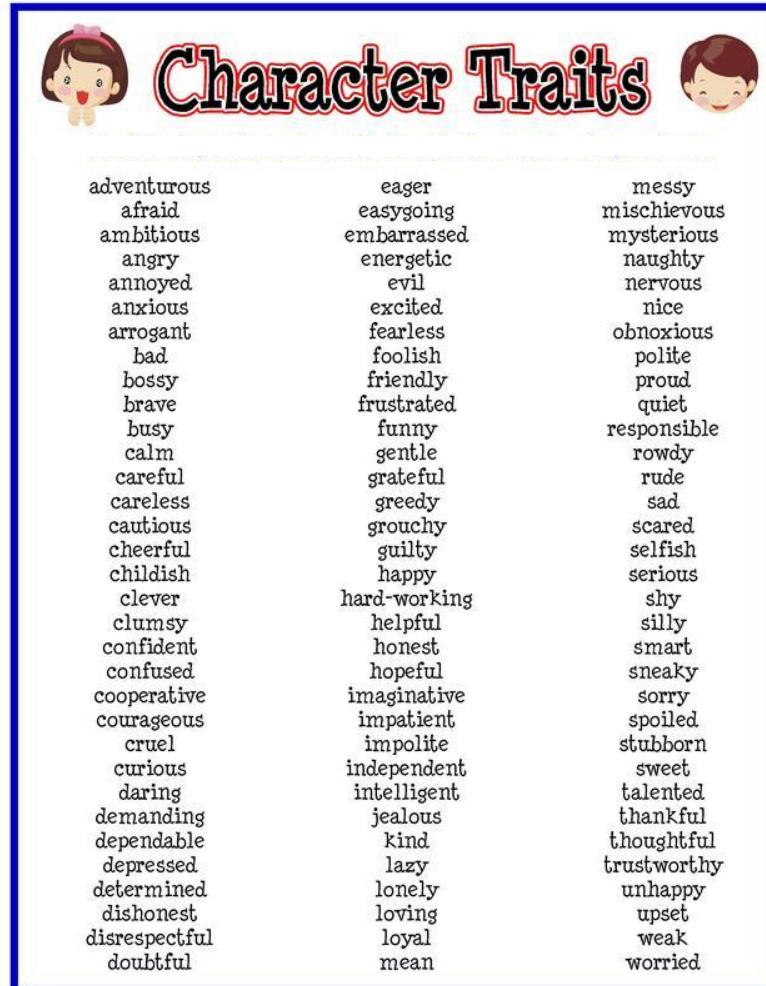 Character Traits
adventurous
afraid
ambitious
angry
annoyed
anxious
arrogant
bad
bossy
brave
busy
calm
careful
careless
cautious
cheerful
childish
clever
clumsy
confident
confused
cooperative
courageous
cruel
curious
daring
demanding
dependable
depressed
determined
dishonest
disrespectful
doubtful
eager
easygoing
embarrassed
energetic
evil
excited
fearless
foolish
friendly
frustrated
funny
gentle
grateful
greedy
grouchy
guilty
happy
hard-working
helpful
honest
hopeful
imaginative
impatient
impolite
independent
intelligent
jealous
kind
lazy
lonely
loving
loyal
mean
messy
mischievous
mysterious
naughty
nervous
nice
obnoxious
polite
proud
quiet
responsible
rowdy
rude
sad
scared
selfish
serious
shy
silly
smart
sneaky
sorry
spoiled
stubborn
sweet
talented
thankful
thoughtful
trustworthy
unhappy
upset
weak
worried